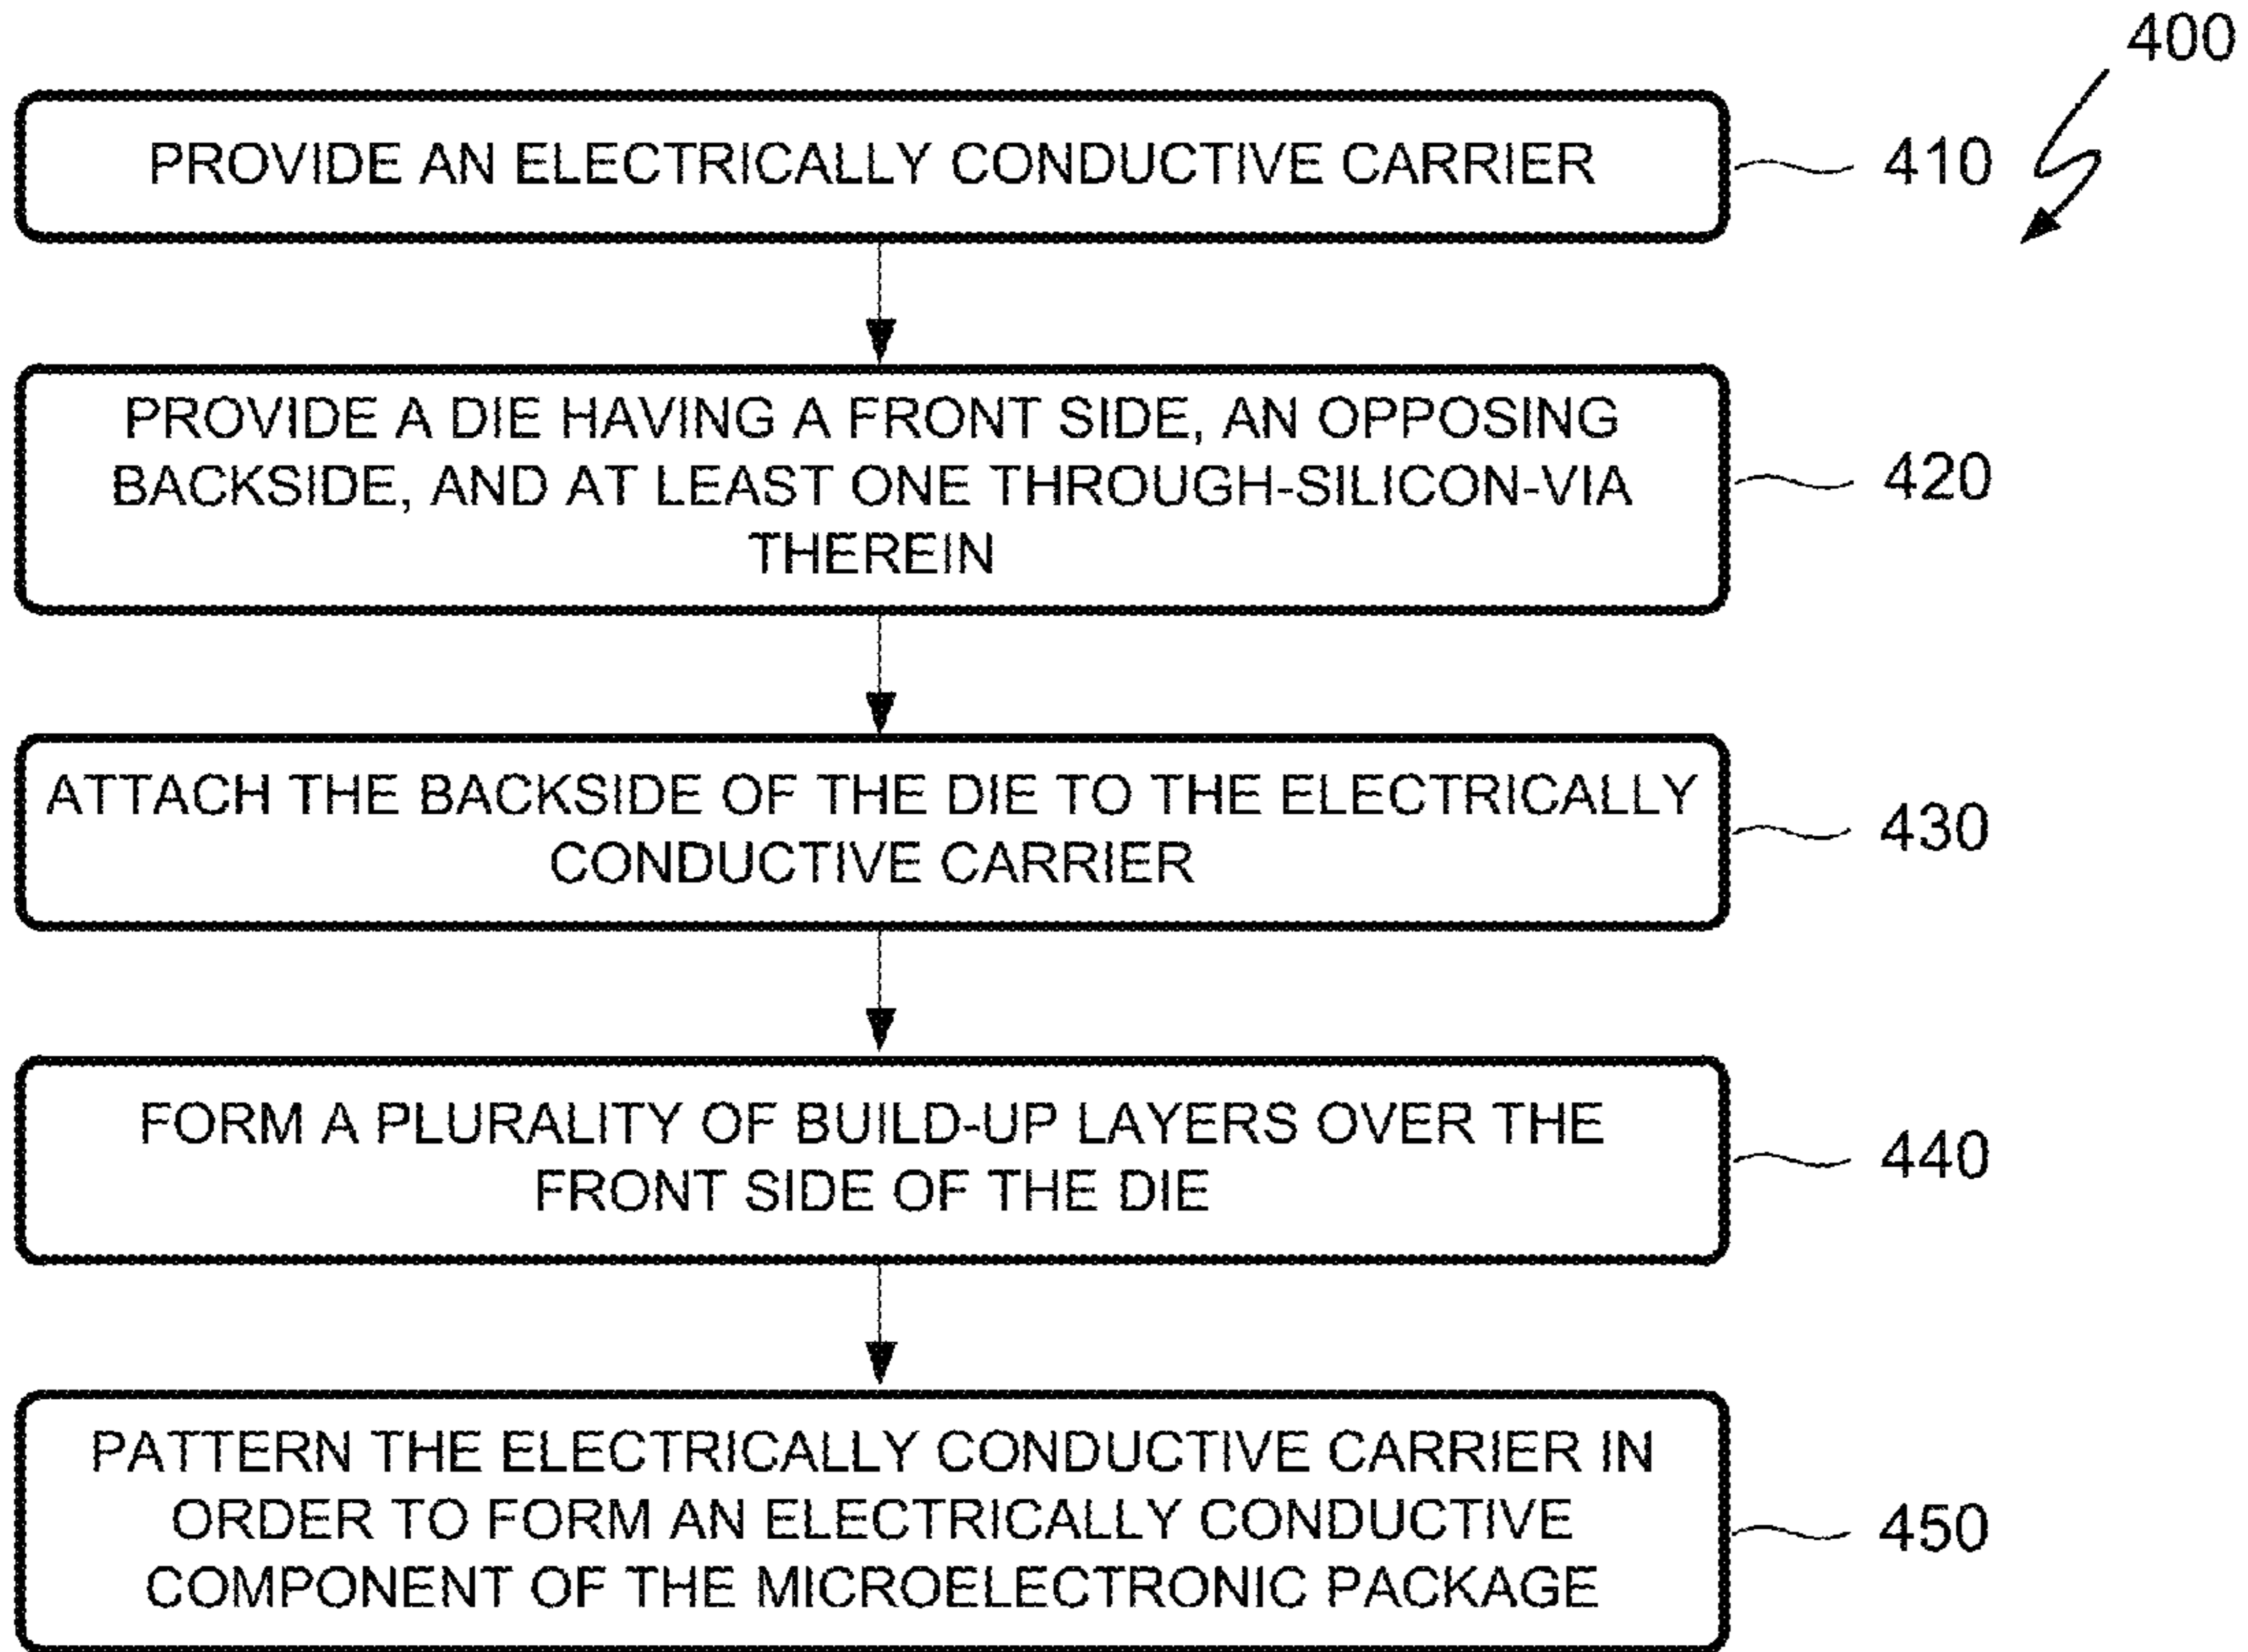 400
PROVIDE AN ELECTRICALLY CONDUCTIVE CARRIER
410
PROVIDE A DIE HAVING A FRONT SIDE, AN OPPOSING
BACKSIDE, AND AT LEAST ONE THROUGH-SILICON-VIA
THEREIN
420
ATTACH THE BACKSIDE OF THE DIE TO THE ELECTRICALLY
CONDUCTIVE CARRIER
430
FORM A PLURALITY OF BUILD-UP LAYERS OVER THE
FRONT SIDE OF THE DIE
440
PATTERN THE ELECTRICALLY CONDUCTIVE CARRIER IN
ORDER TO FORM AN ELECTRICALLY CONDUCTIVE
COMPONENT OF THE MICROELECTRONIC PACKAGE
450